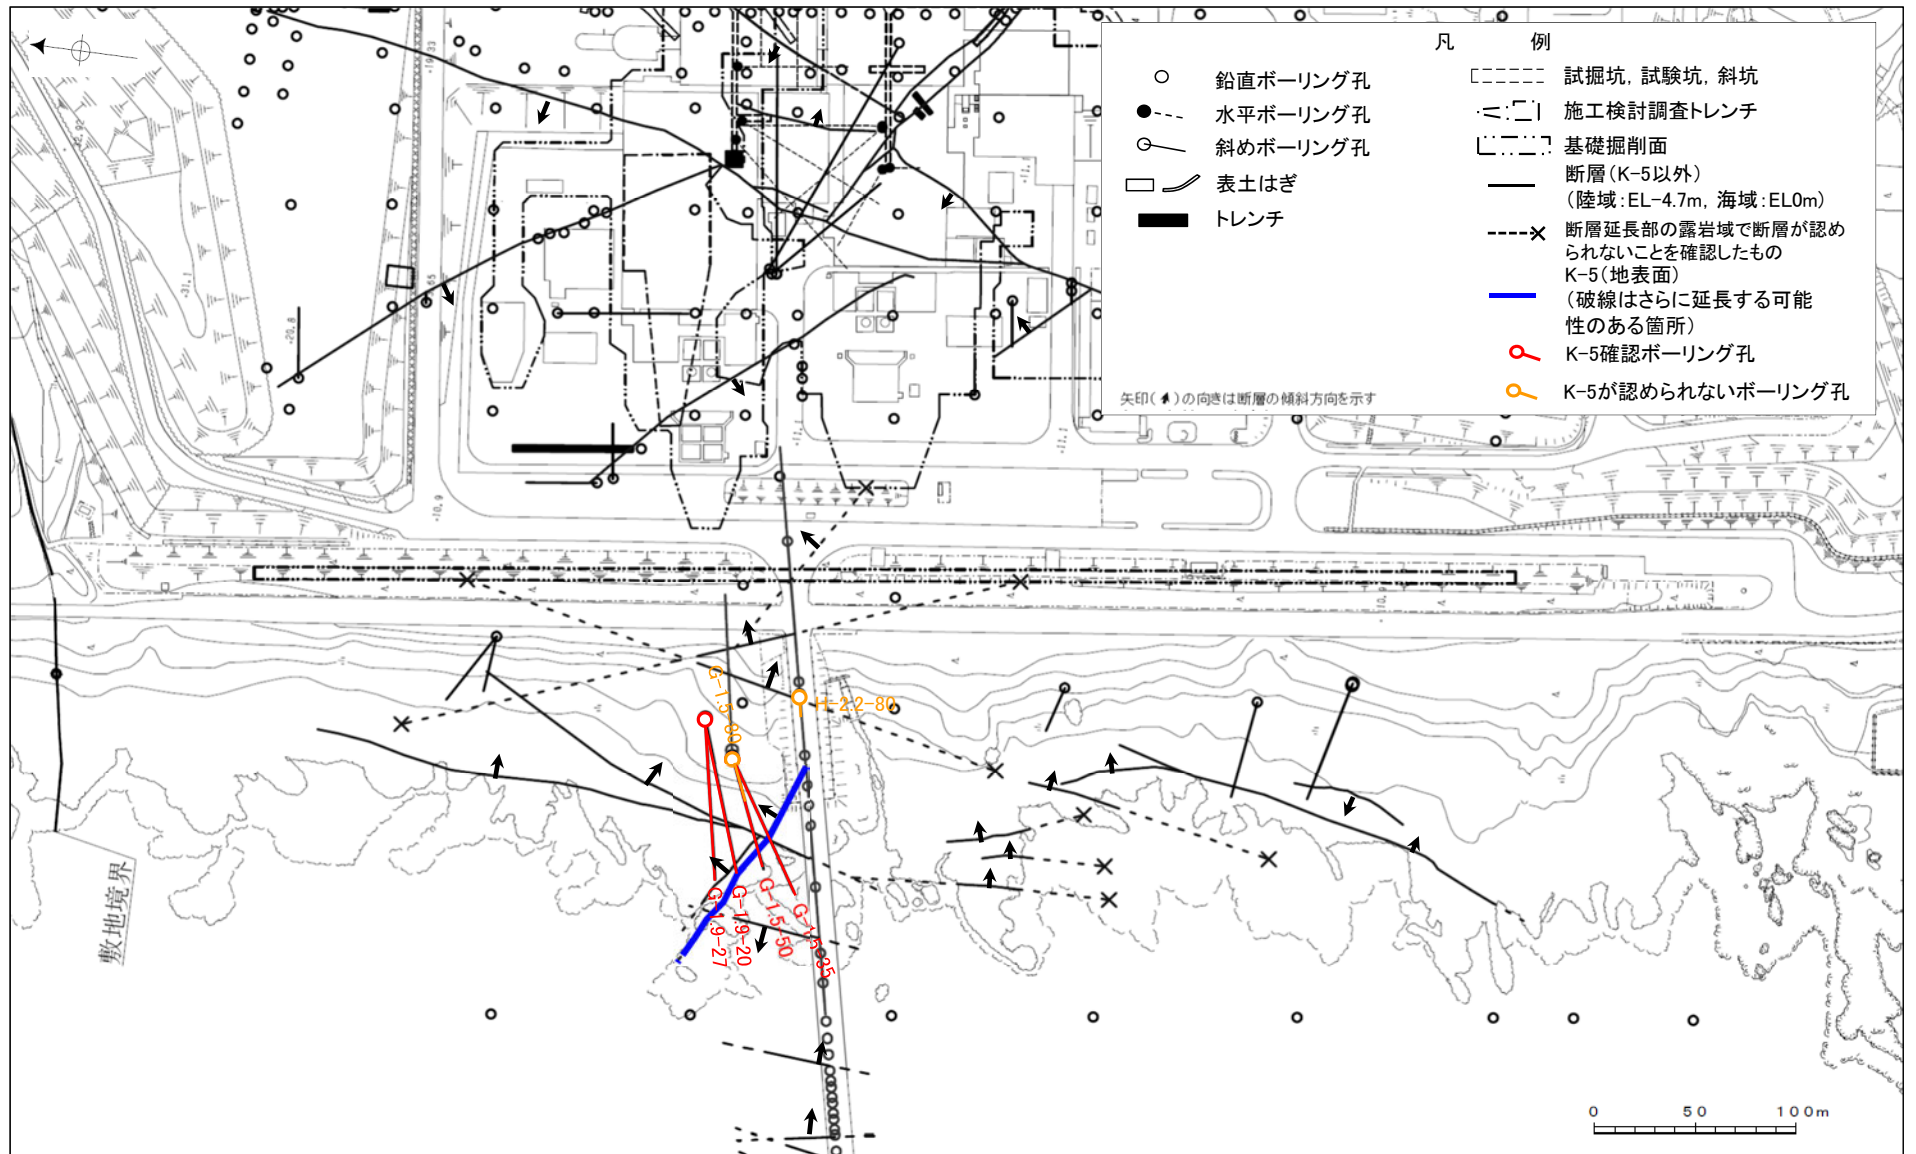 凡　例
鉛直ボーリング孔
水平ボーリング孔
斜めボーリング孔
表土はぎ
トレンチ
試掘坑, 試験坑, 斜坑
施工検討調査トレンチ
基礎掘削面
断層(K-5以外)
(陸域:EL-4.7m, 海域:EL0m)
断層延長部の露岩域で断層が認め
られないことを確認したもの
K-5(地表面)
(破線はさらに延長する可能
性のある箇所)
K-5確認ボーリング孔
K-5が認められないボーリング孔
矢印( )の向きは断層の傾斜方向を示す
H-2.2-80
G-1.5-80
G-1.9-27
G-1.9-20
G-1.5-50
G-1.5-35
敷地境界
0 50 100m